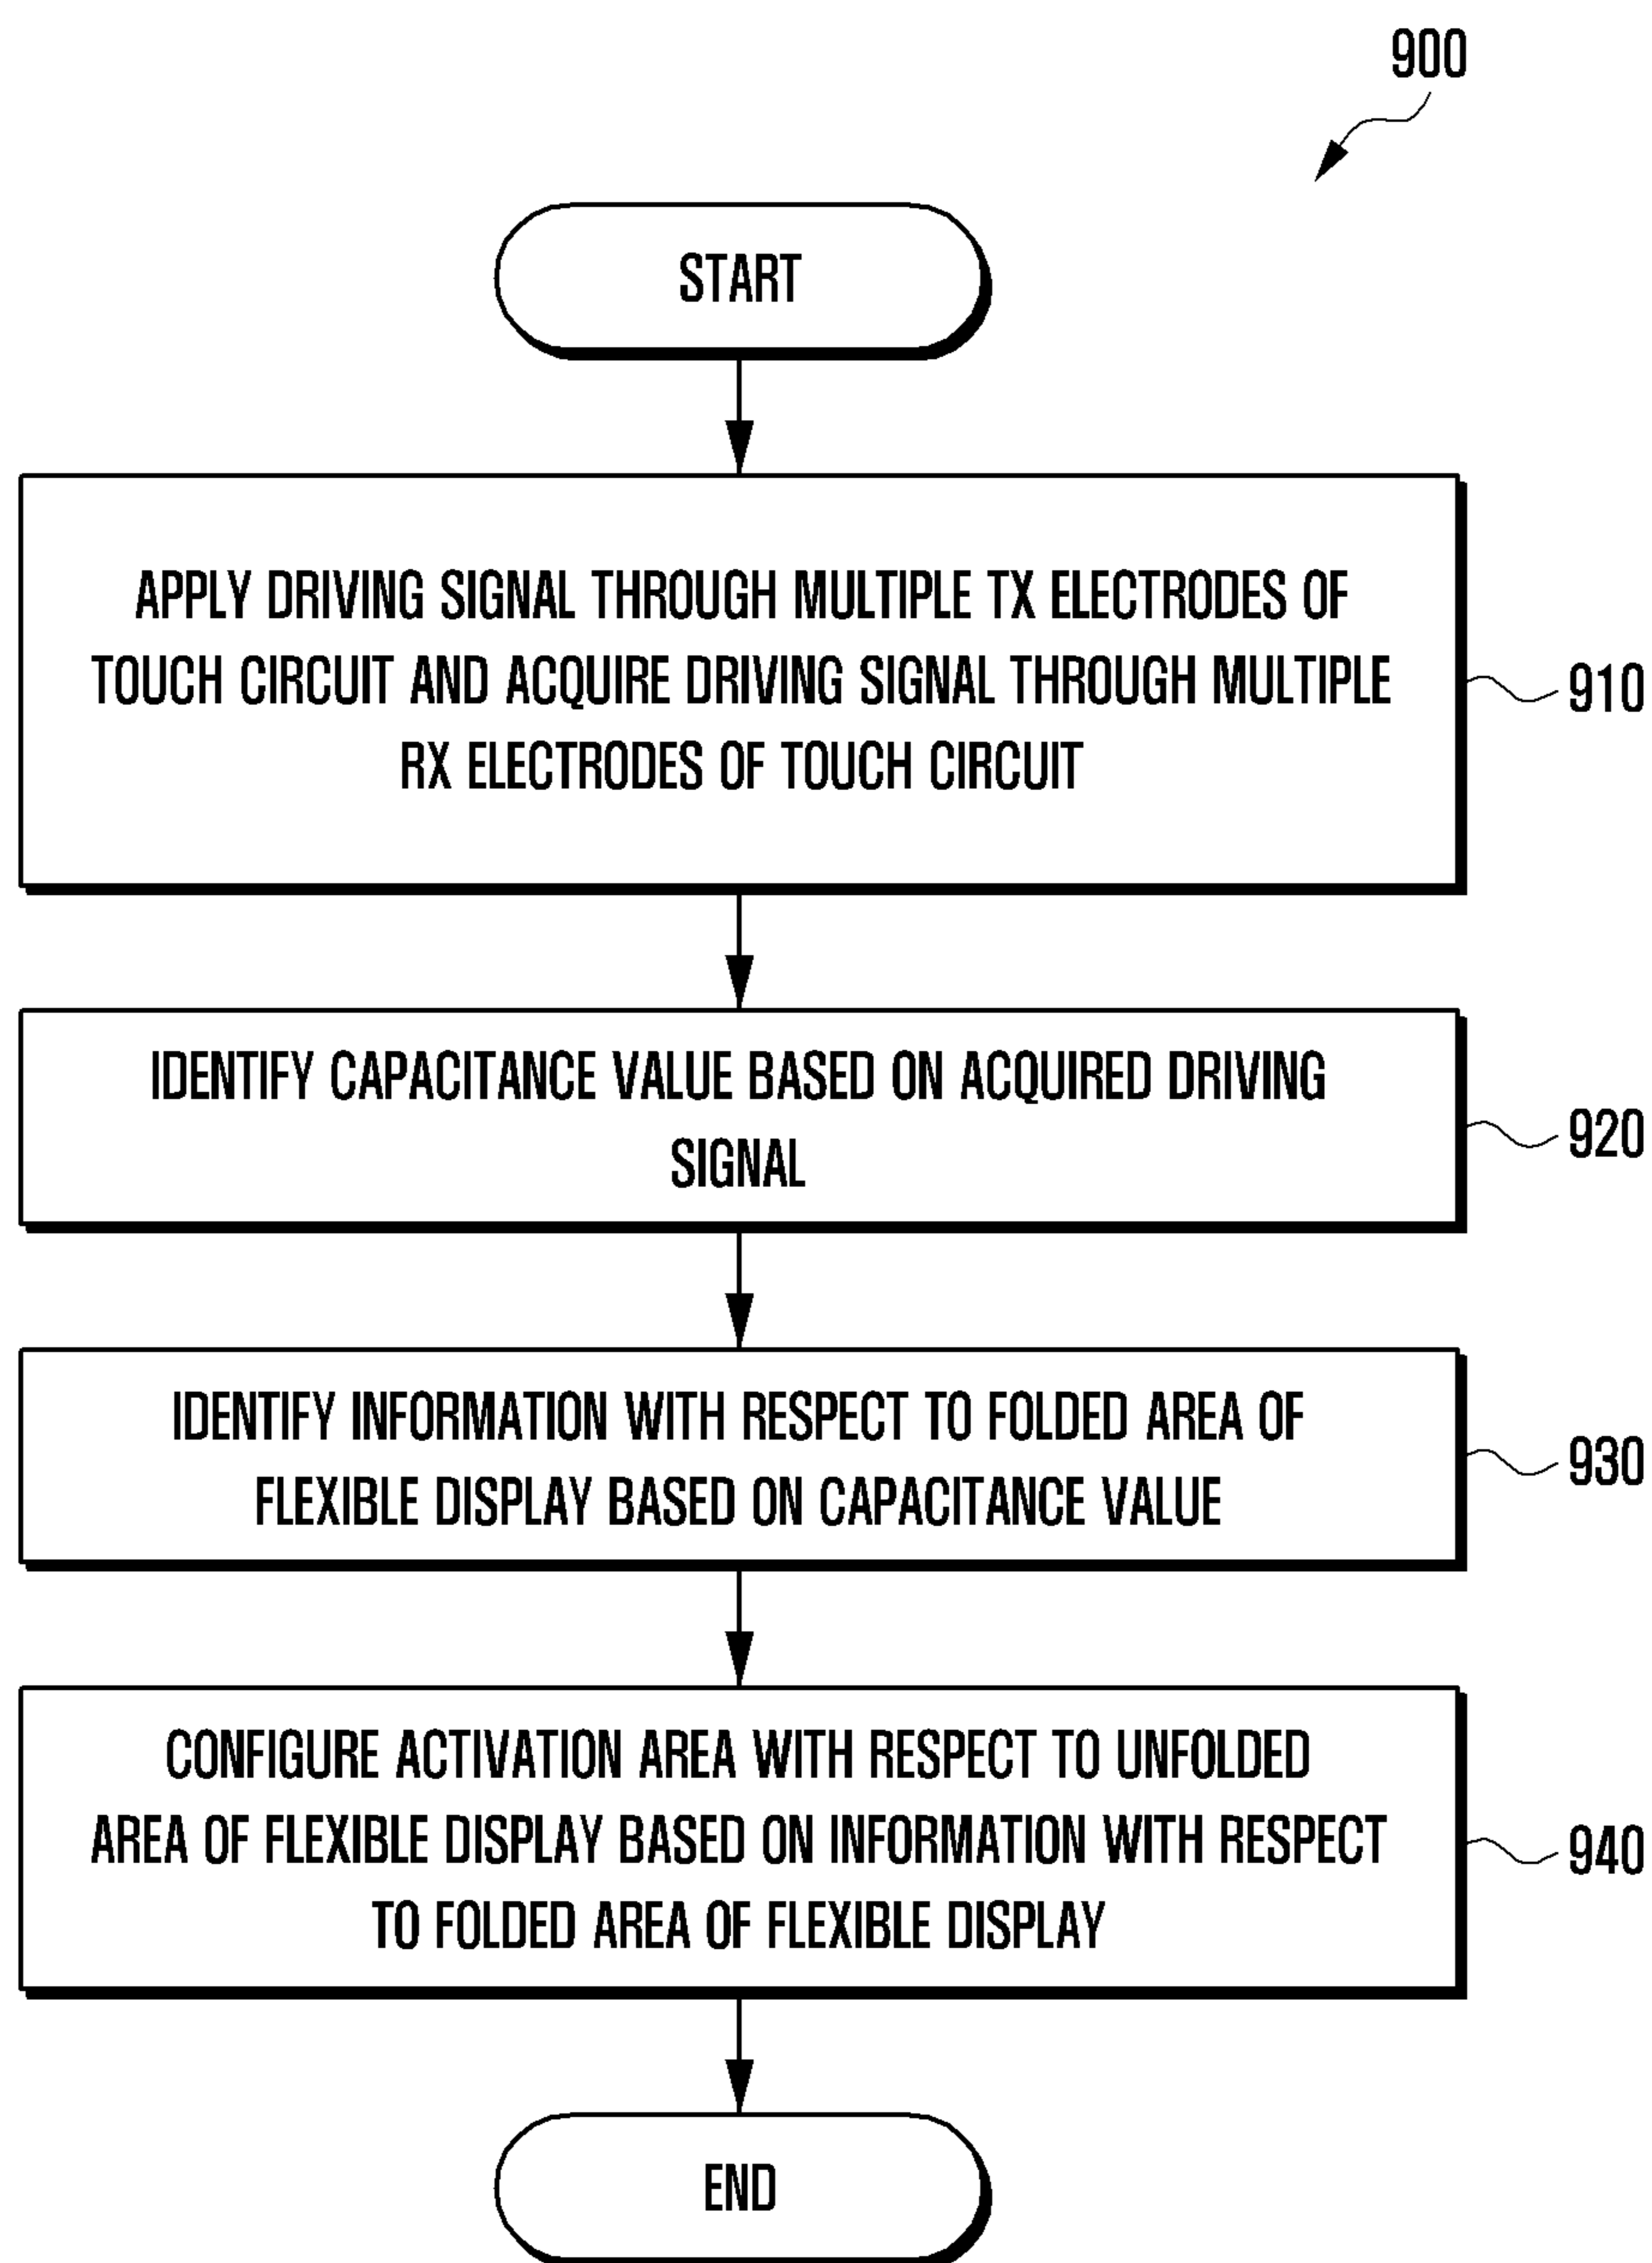 900
START
APPLY DRIVING SIGNAL THROUGH MULTIPLE TX ELECTRODES OF
TOUCH CIRCUIT AND ACQUIRE DRIVING SIGNAL THROUGH MULTIPLE
RX ELECTRODES OF TOUCH CIRCUIT
910
IDENTIFY CAPACITANCE VALUE BASED ON ACQUIRED DRIVING
SIGNAL
920
IDENTIFY INFORMATION WITH RESPECT TO FOLDED AREA OF
FLEXIBLE DISPLAY BASED ON CAPACITANCE VALUE
930
CONFIGURE ACTIVATION AREA WITH RESPECT TO UNFOLDED
AREA OF FLEXIBLE DISPLAY BASED ON INFORMATION WITH RESPECT
TO FOLDED AREA OF FLEXIBLE DISPLAY
940
END